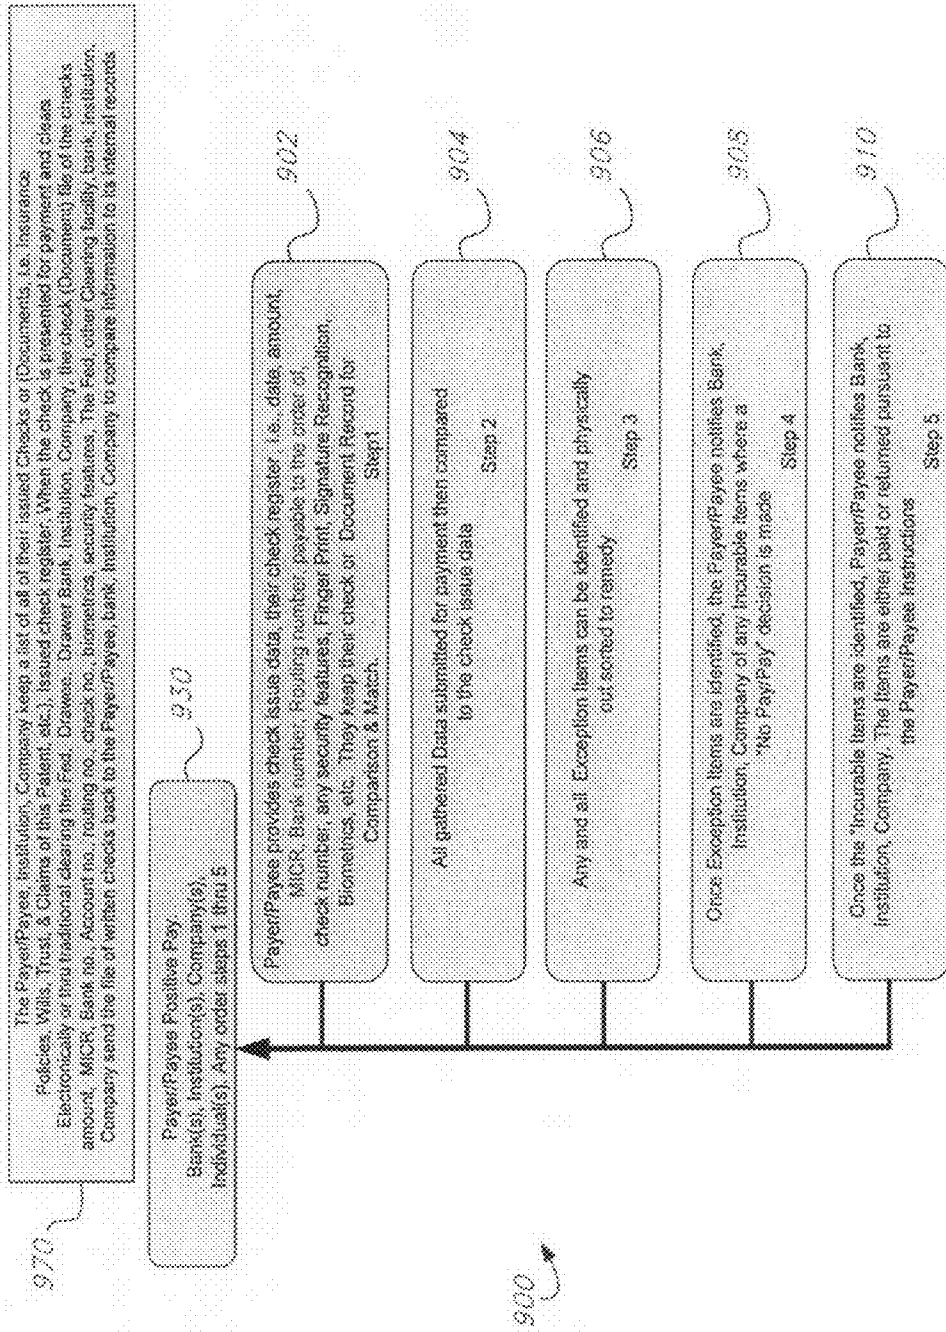 The Payer/Payee, Institution, Company keep a list of all of their issued Checks or (Documents, i.e. Insurance
Policies, Wills, Trust, & Claims of this Patent, etc.), issued check register. When the check is presented for payment and clears
Electronically or thru traditional clearing the Fed. Drawee. Drawer Bank, Institution, Company, the check (Document) file of the checks
amount, MICR, Bank no., Account no., routing no, check no., biometrics, security features, The Fed, other Clearing facility, bank, institution,
Company send the file of written checks back to the Payer/Payee, bank, Institution, Company to compare information to its internal records
970
Payer/Payee Positive Pay.
Bank(s), Institution(s), Company(s),
Individual(s). Any order steps 1 thru 5
930
Payer/Payee provides check issue data, their check register, i.e., data, amount,
MICR, Bank number, Routing number, payable to the order of,
check number, any security features, Finger Print, Signature Recognition,
Biometrics, etc. They keep their check or Document Record for
Comparison & Match.
Step1
902
All gathered Data submitted for payment then compared
to the check issue data
Step 2
904
Any and all Exception Items can be identified and physically
out sorted to remedy
Step 3
906
Once Exception Items are identified, the Payer/Payee notifies Bank,
Institution, Company of any Incurable Items where a
"No Pay/Pay" decision is made
Step 4
908
Once the "Incurable Items are identified, Payer/Payee notifies Bank,
Institution, Company. The Items are either paid or returned pursuant to
the Payer/Payee Instructions
Step 5
910
900